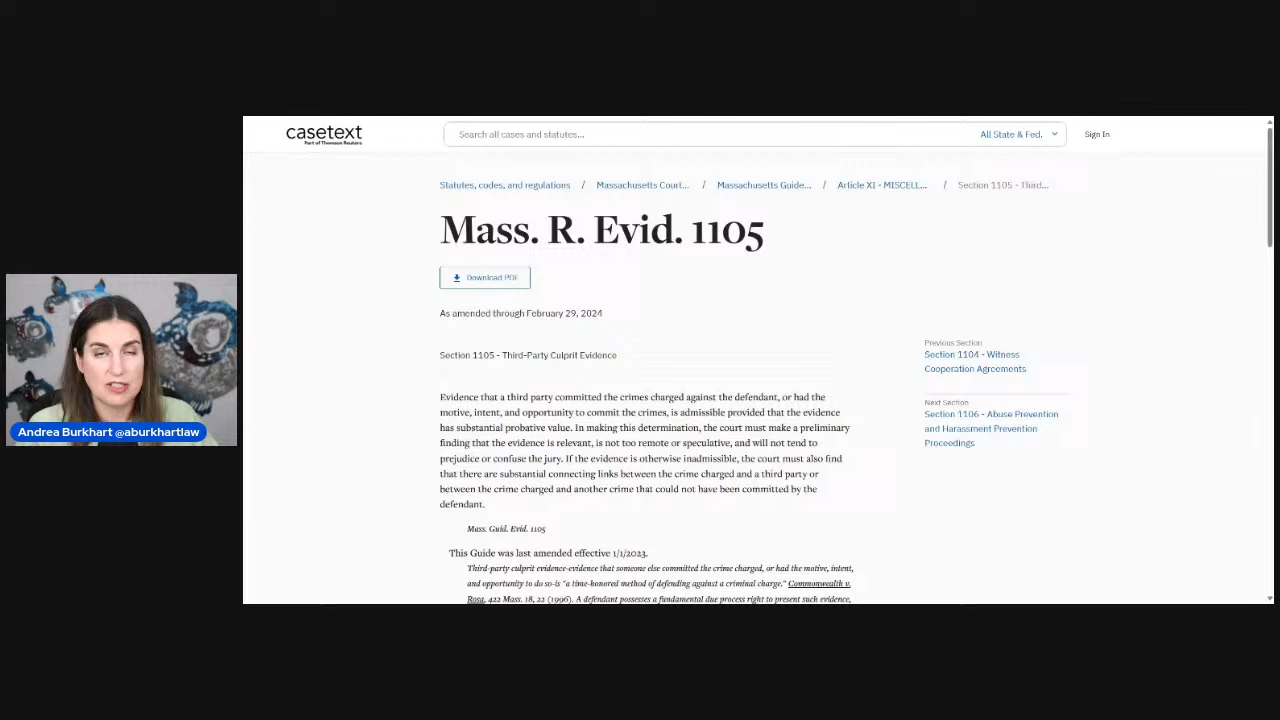 casetext
Part of Thomson Reuters
Search all cases and statutes...
All State & Fed.
Sign In
Statutes, codes, and regulations / Massachusetts Court... / Massachusetts Guide... / Article XI - MISCELL... / Section 1105 - Third...
Mass. R. Evid. 1105
Download PDF
As amended through February 29, 2024
Section 1105 - Third-Party Culprit Evidence
Evidence that a third party committed the crimes charged against the defendant, or had the
motive, intent, and opportunity to commit the crimes, is admissible provided that the evidence
has substantial probative value. In making this determination, the court must make a preliminary
finding that the evidence is relevant, is not too remote or speculative, and will not tend to
prejudice or confuse the jury. If the evidence is otherwise inadmissible, the court must also find
that there are substantial connecting links between the crime charged and a third party or
between the crime charged and another crime that could not have been committed by the
defendant.
Mass. Guid. Evid. 1105
This Guide was last amended effective 1/1/2023.
Third-party culprit evidence-evidence that someone else committed the crime charged, or had the motive, intent,
and opportunity to do so-is "a time-honored method of defending against a criminal charge." Commonwealth v.
Rosa, 422 Mass. 18, 22 (1996). A defendant possesses a fundamental due process right to present such evidence,
Previous Section
Section 1104 - Witness
Cooperation Agreements
Next Section
Section 1106 - Abuse Prevention
and Harassment Prevention
Proceedings
Andrea Burkhart @aburkhartlaw